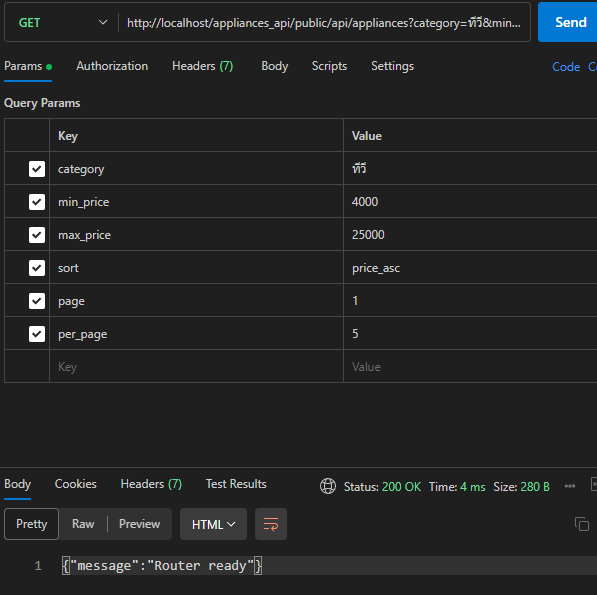 GET http://localhost/appliances_api/public/api/appliances?category=ทีวี&min... Send
Params Authorization Headers (7) Body Scripts Settings Code
Query Params
Key Value
category ทีวี
min_price 4000
max_price 25000
sort price_asc
page 1
per_page 5
Key Value
Body Cookies Headers (7) Test Results Status: 200 OK Time: 4 ms Size: 280 B
Pretty Raw Preview HTML
1 {"message":"Router ready"}